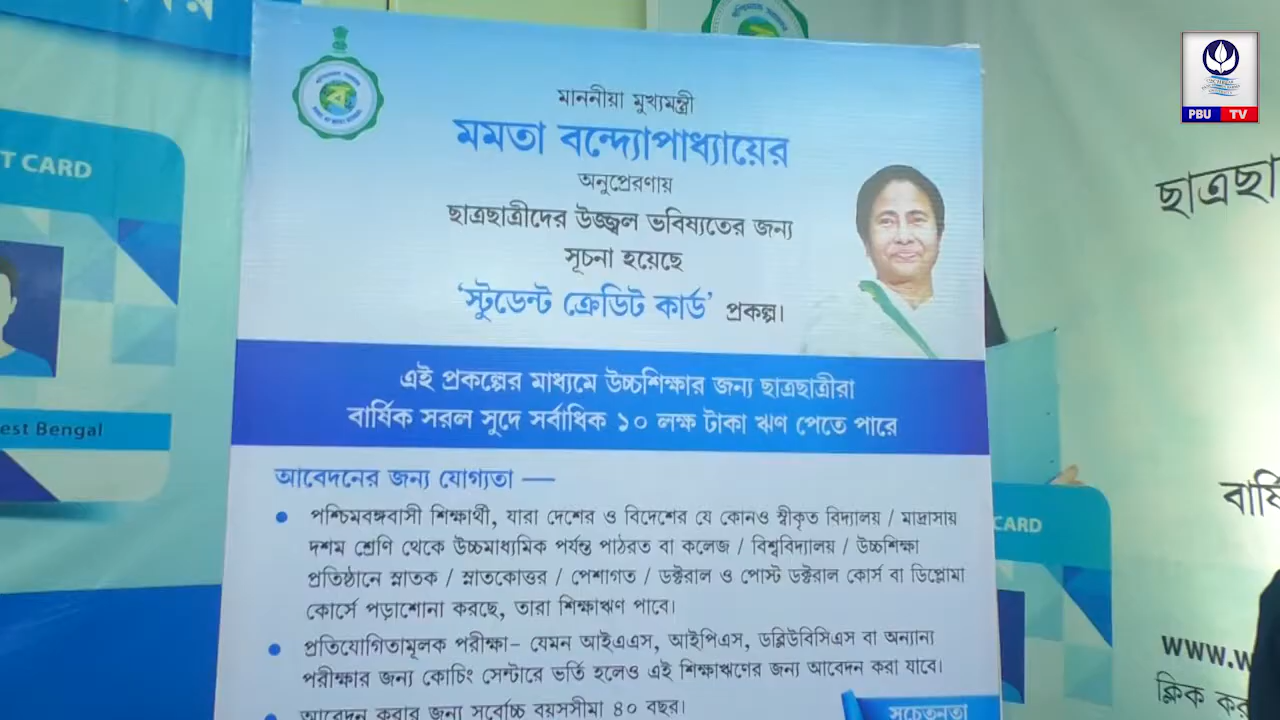 মাননীয়া মুখ্যমন্ত্রী
মমতা বন্দ্যোপাধ্যায়ের
অনুপ্রেরণায়
ছাত্রছাত্রীদের উজ্জ্বল ভবিষ্যতের জন্য
সূচনা হয়েছে
‘স্টুডেন্ট ক্রেডিট কার্ড’ প্রকল্প।
এই প্রকল্পের মাধ্যমে উচ্চশিক্ষার জন্য ছাত্রছাত্রীরা
বার্ষিক সরল সুদে সর্বাধিক ১০ লক্ষ টাকা ঋণ পেতে পারে
আবেদনের জন্য যোগ্যতা —
• পশ্চিমবঙ্গবাসী শিক্ষার্থী, যারা দেশের ও বিদেশের যে কোনও স্বীকৃত বিদ্যালয় / মাদ্রাসায়
দশম শ্রেণি থেকে উচ্চমাধ্যমিক পর্যন্ত পাঠরত বা কলেজ / বিশ্ববিদ্যালয় / উচ্চশিক্ষা
প্রতিষ্ঠানে স্নাতক / স্নাতকোত্তর / পেশাগত / ডক্টরাল ও পোস্ট ডক্টরাল কোর্স বা ডিপ্লোমা
কোর্সে পড়াশোনা করছে, তারা শিক্ষাঋণ পাবে।
• প্রতিযোগিতামূলক পরীক্ষা- যেমন আইএএস, আইপিএস, ডব্লিউবিসিএস বা অন্যান্য
পরীক্ষার জন্য কোচিং সেন্টারে ভর্তি হলেও এই শিক্ষাঋণের জন্য আবেদন করা যাবে।
• আবেদন করার জন্য সর্বোচ্চ বয়সসীমা ৪০ বছর।
সচেতনতা
T CARD
est Bengal
PBU TV
ছাত্রছা
বার্ষি
CARD
www.w
ক্লিক কর